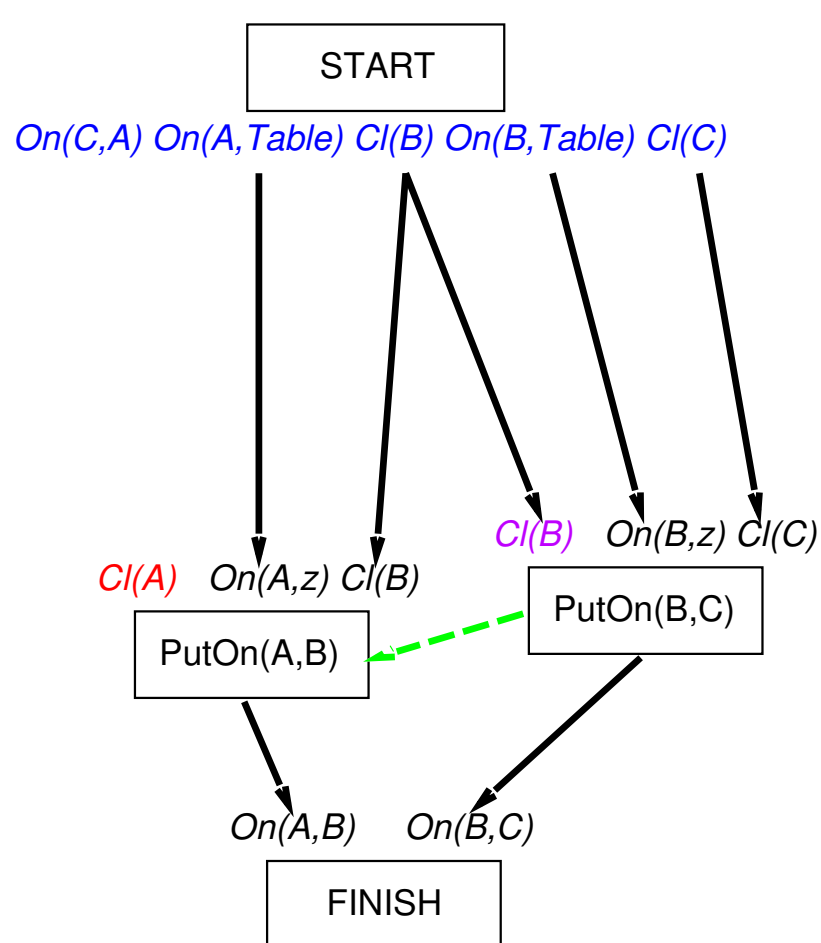 START
On(C,A) On(A,Table) Cl(B) On(B,Table) Cl(C)
Cl(B) On(B,z) Cl(C)
Cl(A) On(A,z) Cl(B)
PutOn(B,C)
PutOn(A,B)
On(A,B) On(B,C)
FINISH